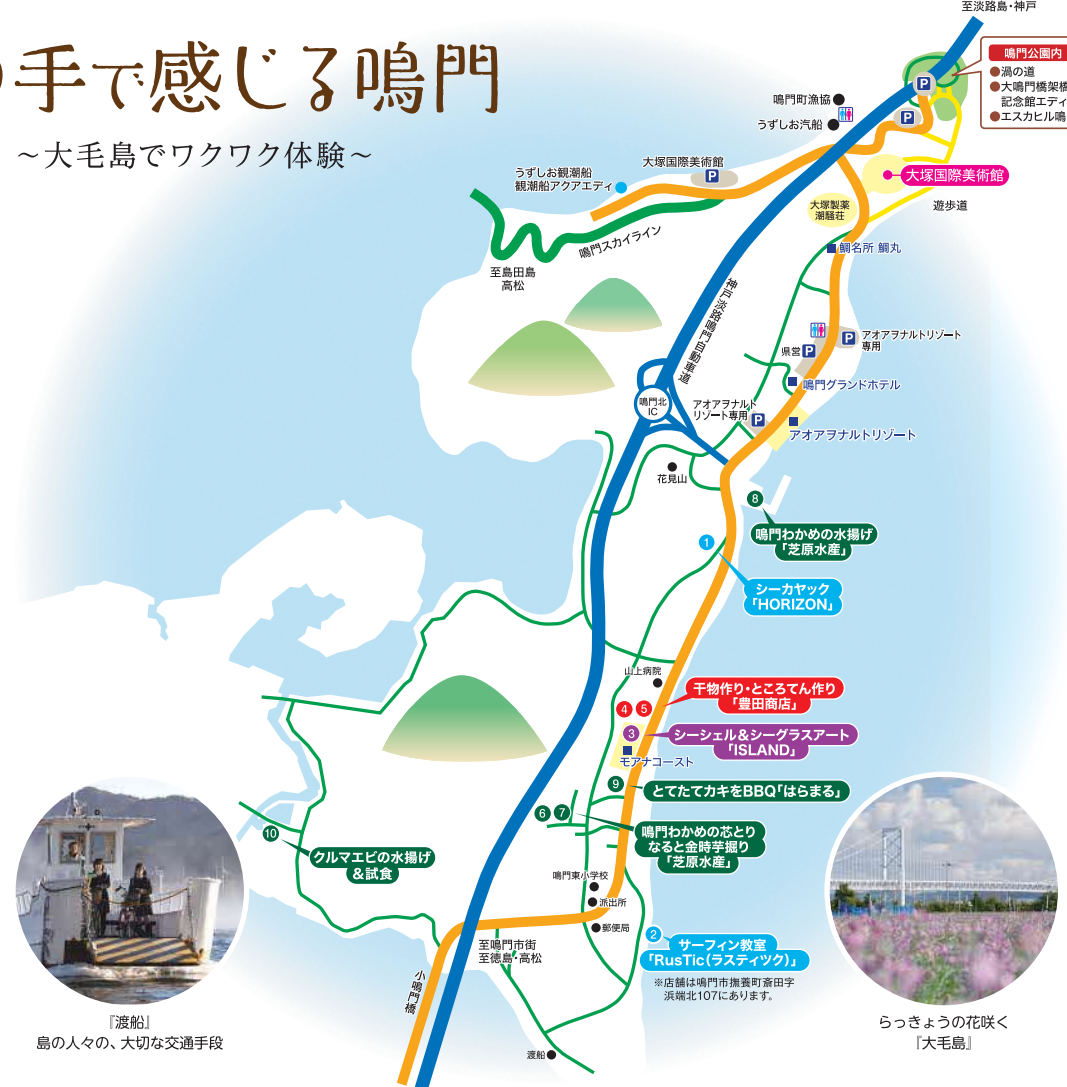 手で感じる鳴門
～大毛島でワクワク体験～
至淡路島・神戸
鳴門公園内
●渦の道
●大鳴門橋架橋
記念館エディ
●エスカヒル鳴
P
P
鳴門町漁協
うずしお汽船
大塚国際美術館
P
うずしお観潮船
観潮船アクアエディ
大塚国際美術館
遊歩道
大塚製薬
潮騒荘
鯛名所 鯛丸
鳴門スカイライン
至島田島
高松
神戸淡路鳴門自動車道
P
アオアヲナルトリゾート
専用
県営
P
鳴門グランドホテル
鳴門北
IC
アオアヲナルト
リゾート専用
P
アオアヲナルトリゾート
花見山
8
鳴門わかめの水揚げ
「芝原水産」
1
シーカヤック
「HORIZON」
山上病院
4 5
干物作り・ところてん作り
「豊田商店」
3
シーシェル&シーグラスアート
「ISLAND」
モアナコースト
9
とてたてカキをBBQ「はらまる」
6 7
鳴門わかめの芯とり
なると金時芋掘り
「芝原水産」
10
クルマエビの水揚げ
&試食
鳴門東小学校
派出所
郵便局
2
サーフィン教室
「RusTic(ラスティック)」
※店舗は鳴門市撫養町斎田字
浜端北107にあります。
至鳴門市街
至徳島・高松
小鳴門橋
渡船
『渡船』
島の人々の、大切な交通手段
らっきょうの花咲く
『大毛島』